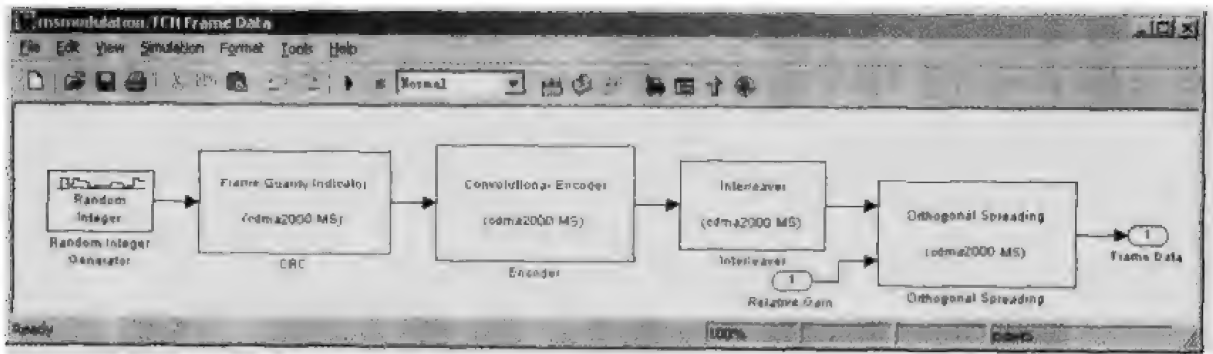 msmodulation/TCH Frame Data
File Edit View Simulation Format Tools Help
Normal
Random
Integer
Random Integer
Generator
Frame Quality Indicator
(cdma2000 MS)
CRC
Convolutional Encoder
(cdma2000 MS)
Encoder
Interleaver
(cdma2000 MS)
Interleaver
1
Relative Gain
Orthogonal Spreading
(cdma2000 MS)
Orthogonal Spreading
1
Frame Data
Ready
100%